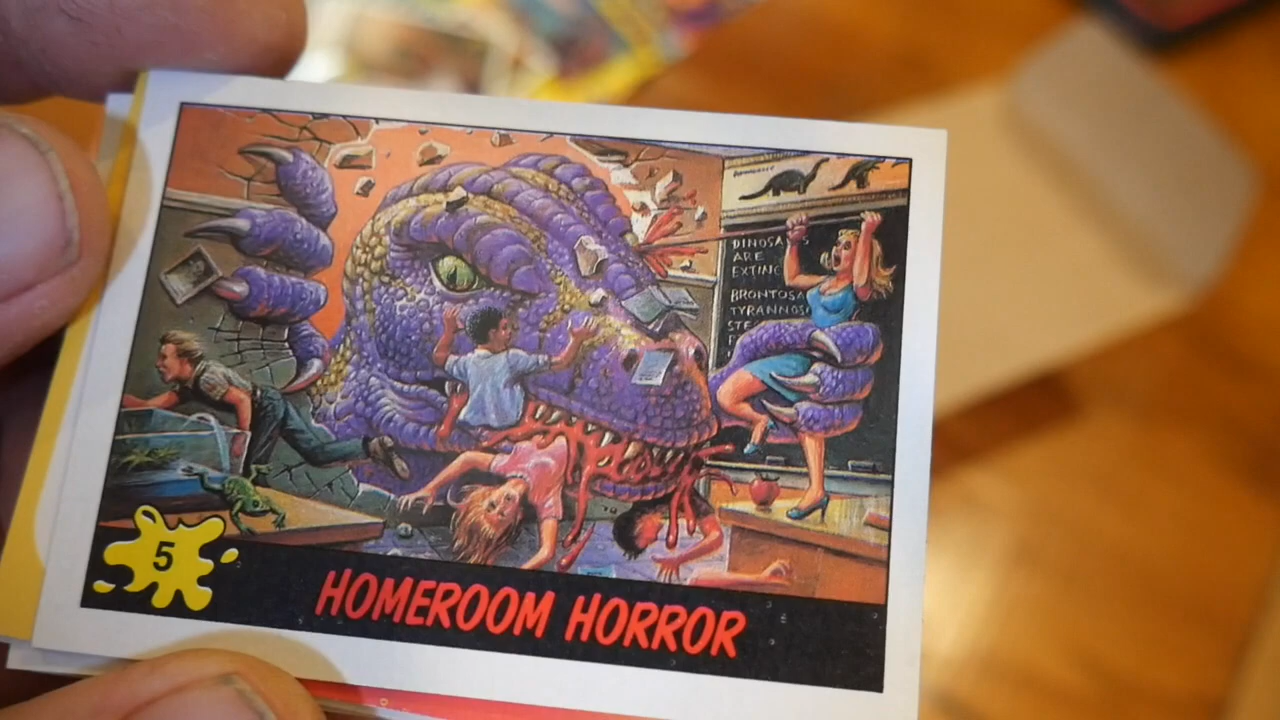 DINOSA S
ARE
EXTINC
BRONTOSA
TYRANNOS
STE
5
HOMEROOM HORROR